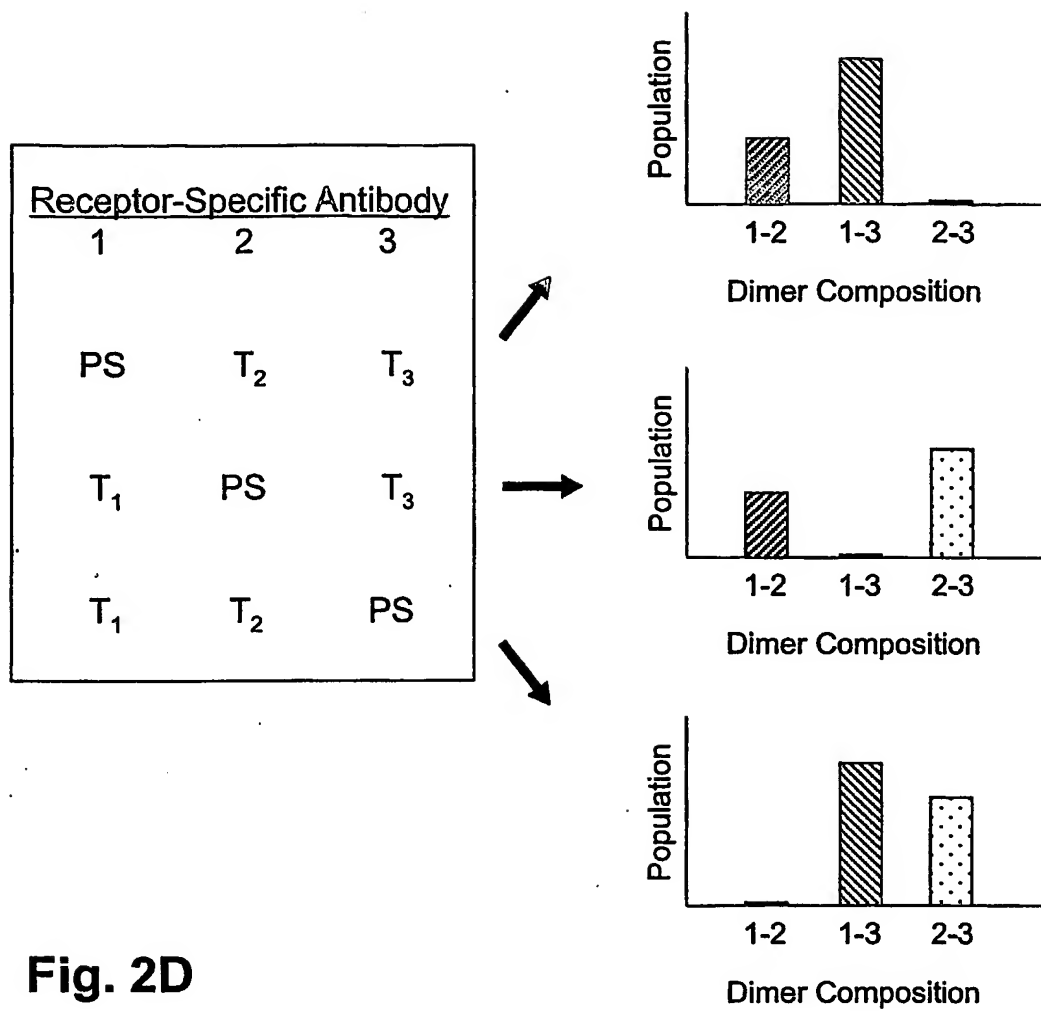 Receptor-Specific Antibody
1 2 3
PS T2 T3
T1 PS T3
T1 T2 PS
Population
1-2 1-3 2-3
Dimer Composition
Population
1-2 1-3 2-3
Dimer Composition
Population
1-2 1-3 2-3
Dimer Composition
Fig. 2D